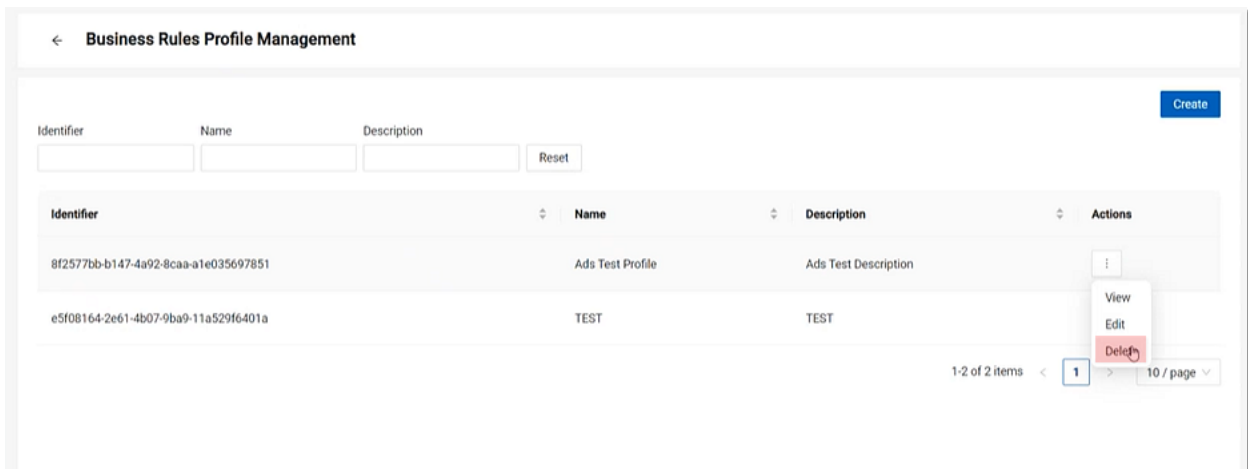 Business Rules Profile Management
Create
Identifier Name Description
Reset
Identifier Name Description Actions
8f2577bb-b147-4a92-8caa-a1e035697851 Ads Test Profile Ads Test Description
View
e5f08164-2e61-4b07-9ba9-11a529f6401a TEST TEST
Edit
Delete
1-2 of 2 items < 1 > 10 / page